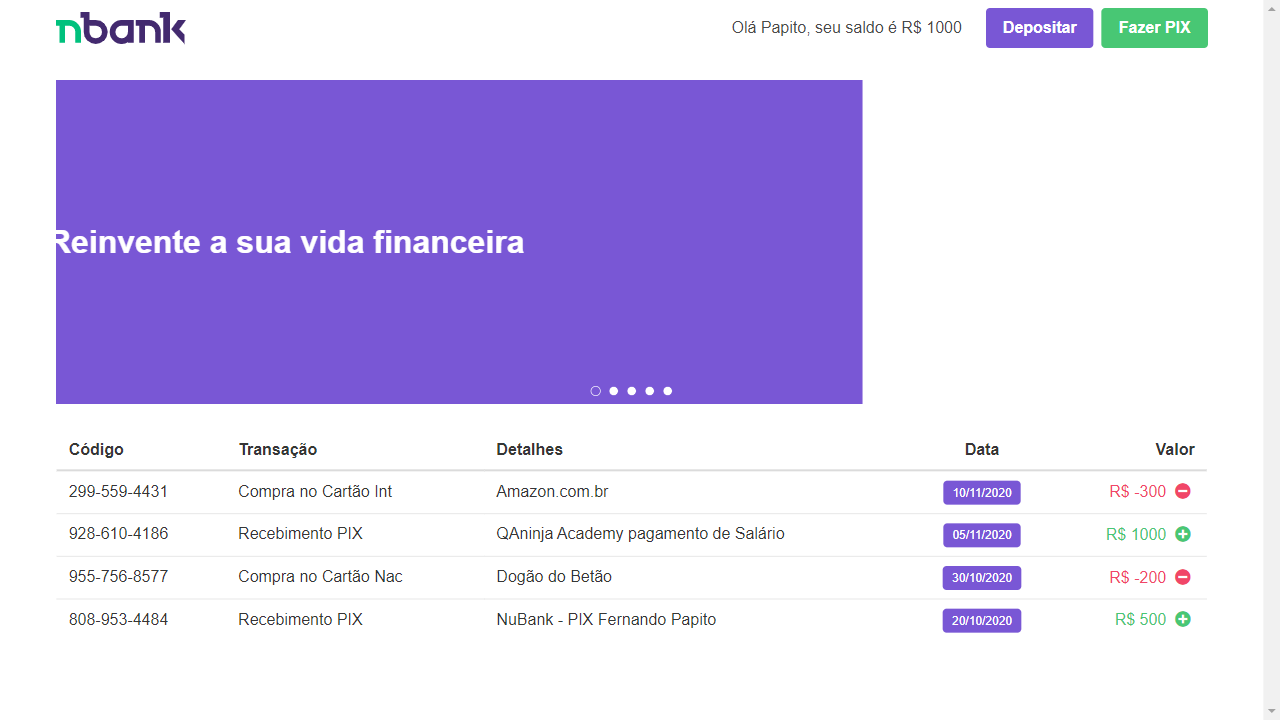 nbank
Olá Papito, seu saldo é R$ 1000 Depositar Fazer PIX
Reinvente a sua vida financeira
Código Transação Detalhes Data Valor
299-559-4431 Compra no Cartão Int Amazon.com.br 10/11/2020 R$ -300
928-610-4186 Recebimento PIX QAninja Academy pagamento de Salário 05/11/2020 R$ 1000
955-756-8577 Compra no Cartão Nac Dogão do Betão 30/10/2020 R$ -200
808-953-4484 Recebimento PIX NuBank - PIX Fernando Papito 20/10/2020 R$ 500